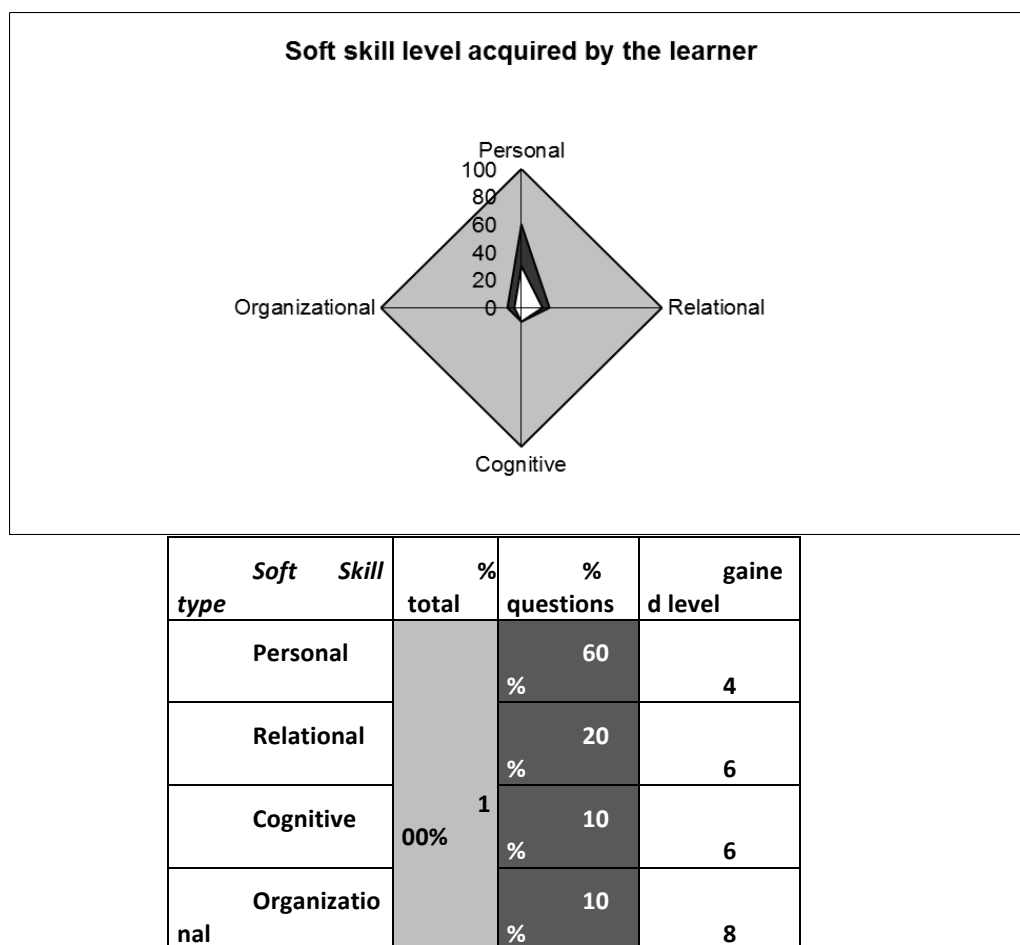 Soft skill level acquired by the learner
Personal
100
80
60
40
20
0
Organizational
Relational
Cognitive
Soft Skill type
% total
% questions
gaine
d level
Personal
60
%
4
Relational
20
%
6
Cognitive
1
00%
10
%
6
Organizatio
nal
10
%
8